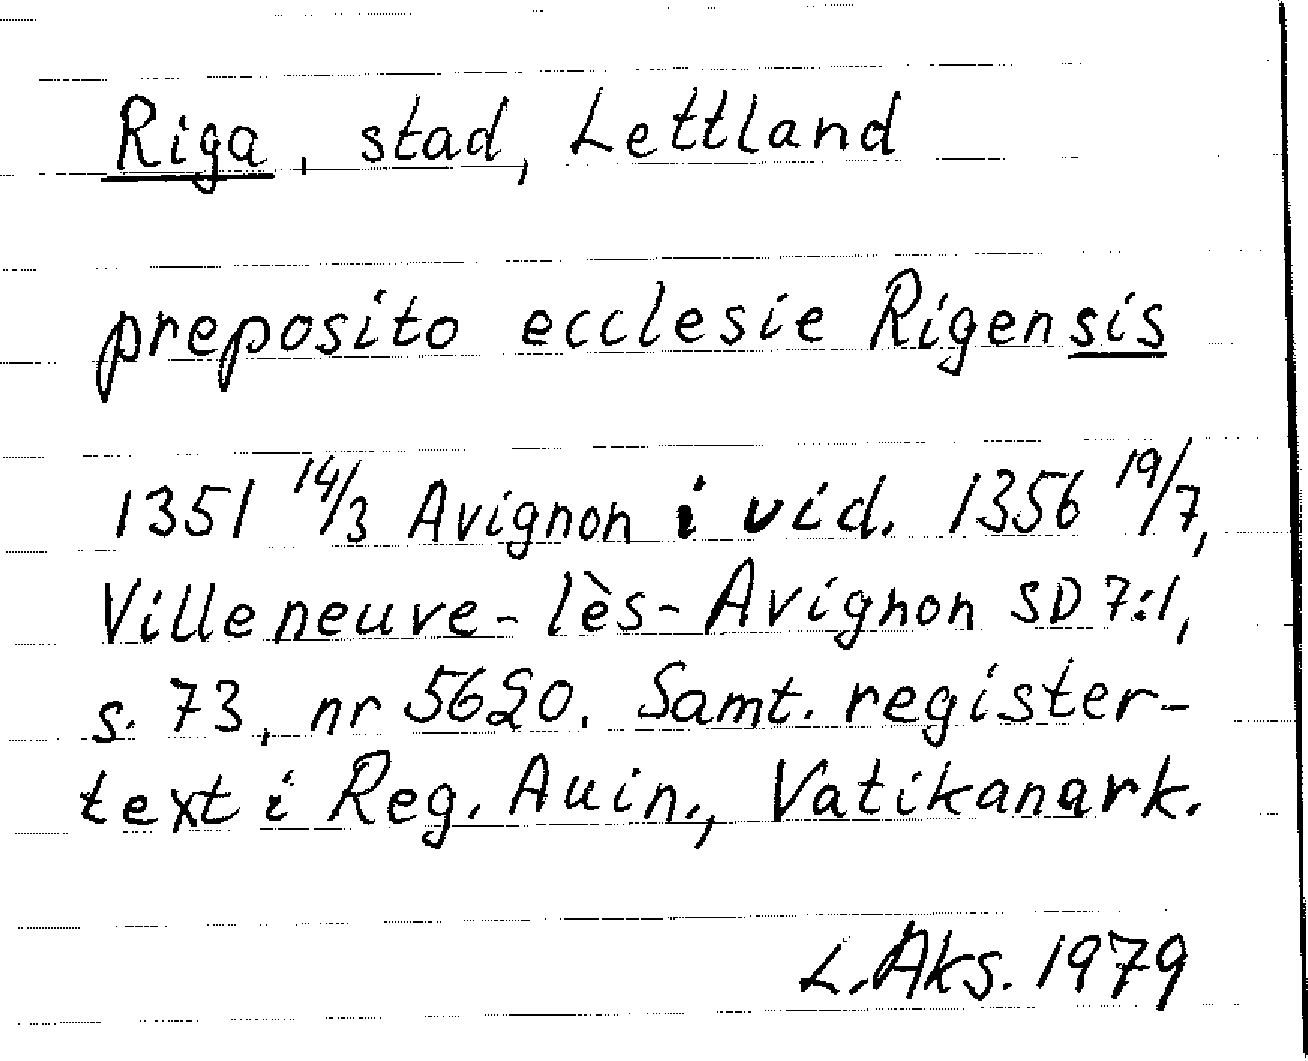 Riga, stad, Lettland
preposito ecclesie Rigensis
1351 14/3 Avignon i vid. 1356 19/7,
Villeneuve-lès-Avignon SD 7:1,
s. 73, nr 5620. Samt. register-
text i Reg. Auin., Vatikanark.
L. Aks. 1979